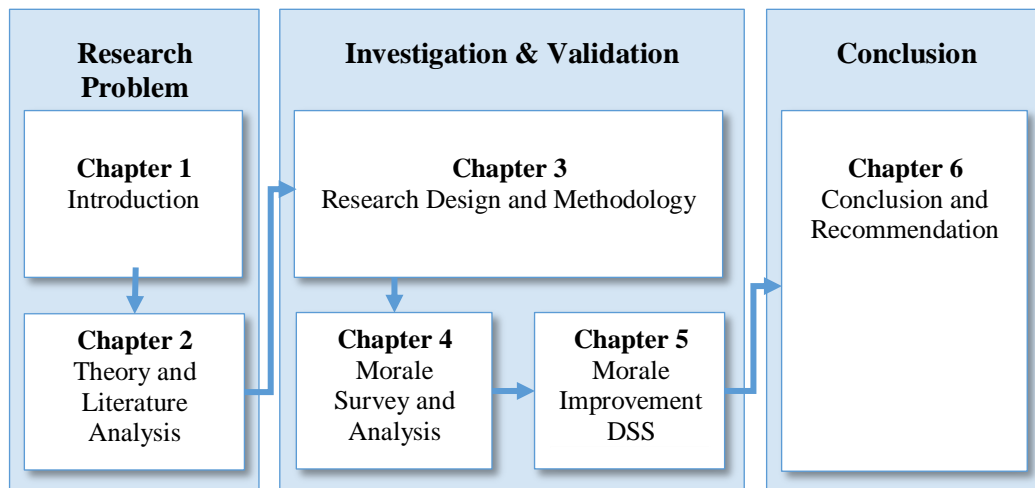 Research
Problem
Chapter 1
Introduction
Chapter 2
Theory and
Literature
Analysis
Investigation & Validation
Chapter 3
Research Design and Methodology
Chapter 4
Morale
Survey and
Analysis
Chapter 5
Morale
Improvement
DSS
Conclusion
Chapter 6
Conclusion and
Recommendation